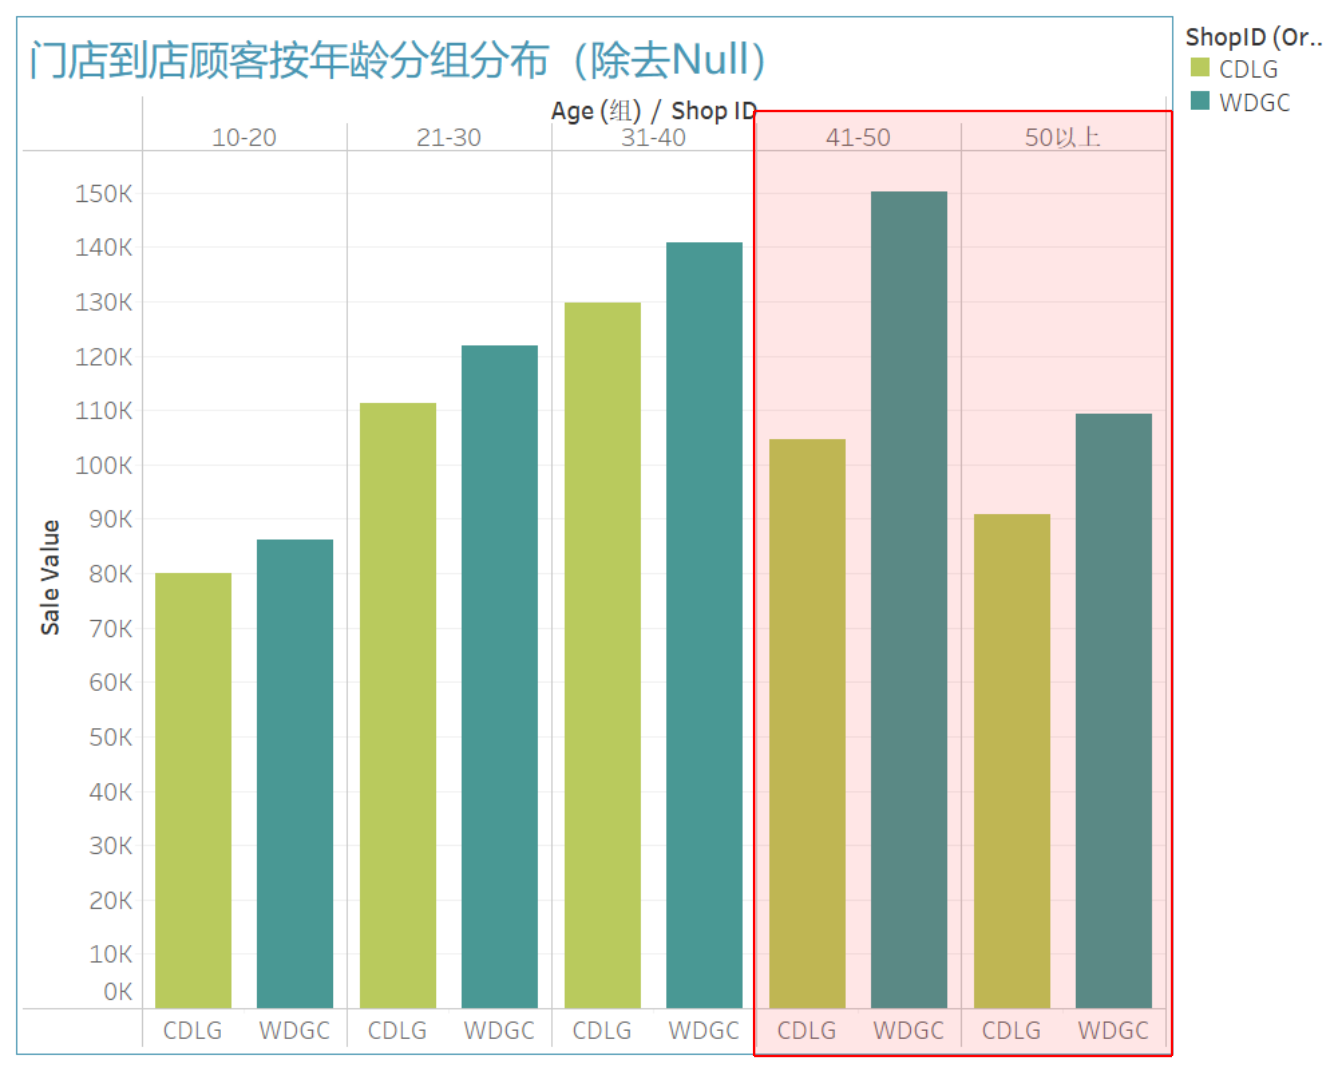 门店到店顾客按年龄分组分布（除去Null）
ShopID (Or..
CDLG
WDGC
Age (组) / Shop ID
10-20 21-30 31-40 41-50 50以上
150K
140K
130K
120K
110K
100K
90K
80K
70K
60K
50K
40K
30K
20K
10K
0K
Sale Value
CDLG WDGC CDLG WDGC CDLG WDGC CDLG WDGC CDLG WDGC